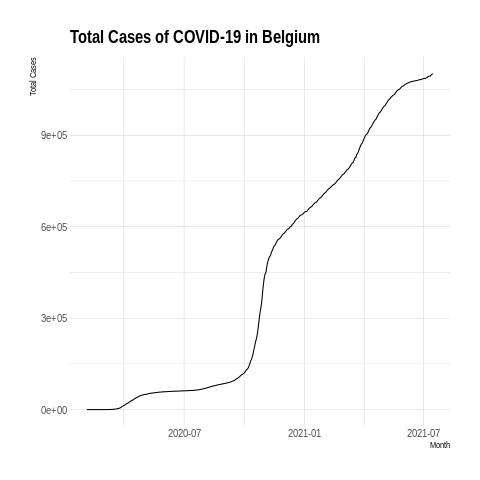 Total Cases of COVID-19 in Belgium
Total Cases
9e+05
6e+05
3e+05
0e+00
2020-07 2021-01 2021-07
Month